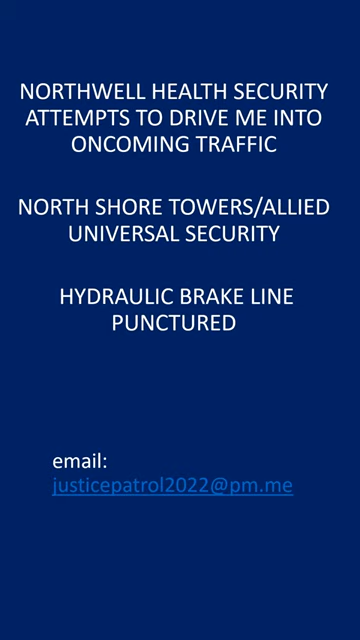 NORTHWELL HEALTH SECURITY
ATTEMPTS TO DRIVE ME INTO
ONCOMING TRAFFIC
NORTH SHORE TOWERS/ALLIED
UNIVERSAL SECURITY
HYDRAULIC BRAKE LINE
PUNCTURED
email:
justicepatrol2022@pm.me